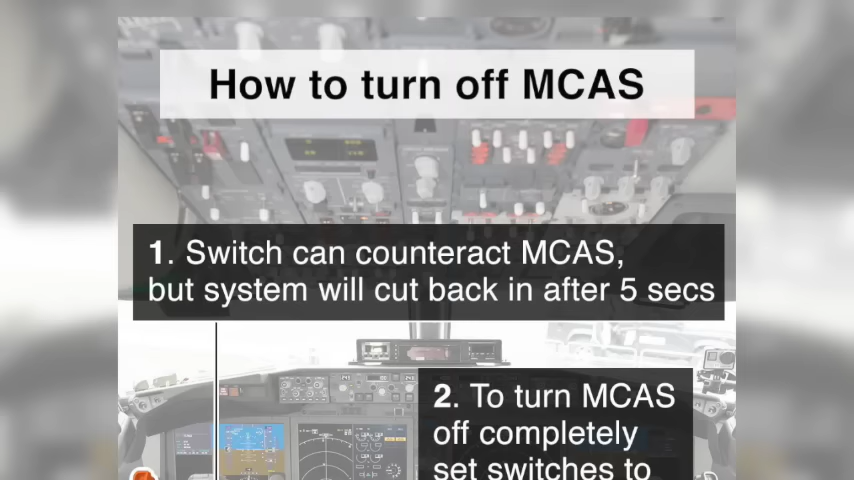 How to turn off MCAS
1. Switch can counteract MCAS,
but system will cut back in after 5 secs
2. To turn MCAS
off completely
set switches to